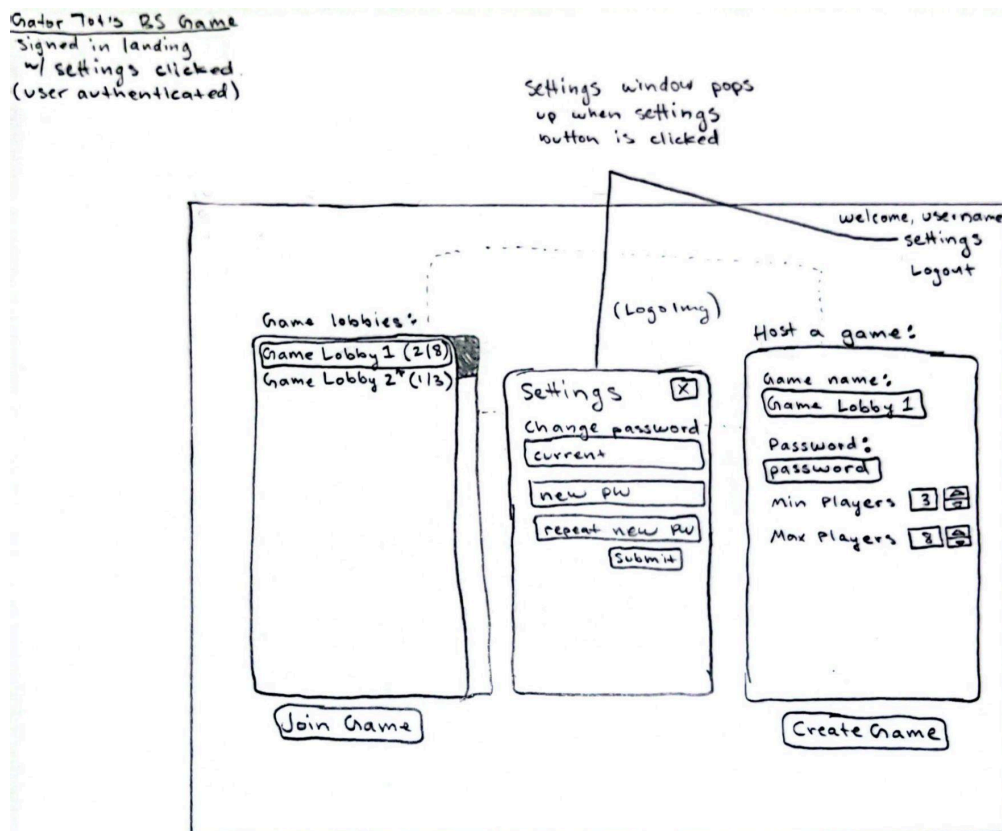 Gator Tot's BS Game
signed in landing
w/ settings clicked
(user authenticated)
settings window pops
up when settings
button is clicked
welcome, username
settings
Logout
(LogoImg)
Game lobbies:
Game Lobby 1 (2/8)
Game Lobby 2* (1/3)
Join Game
Settings X
Change password
current
new pw
repeat new pw
submit
Host a game:
Game name:
Game Lobby 1
Password:
password
Min Players 3
Max Players 8
Create Game